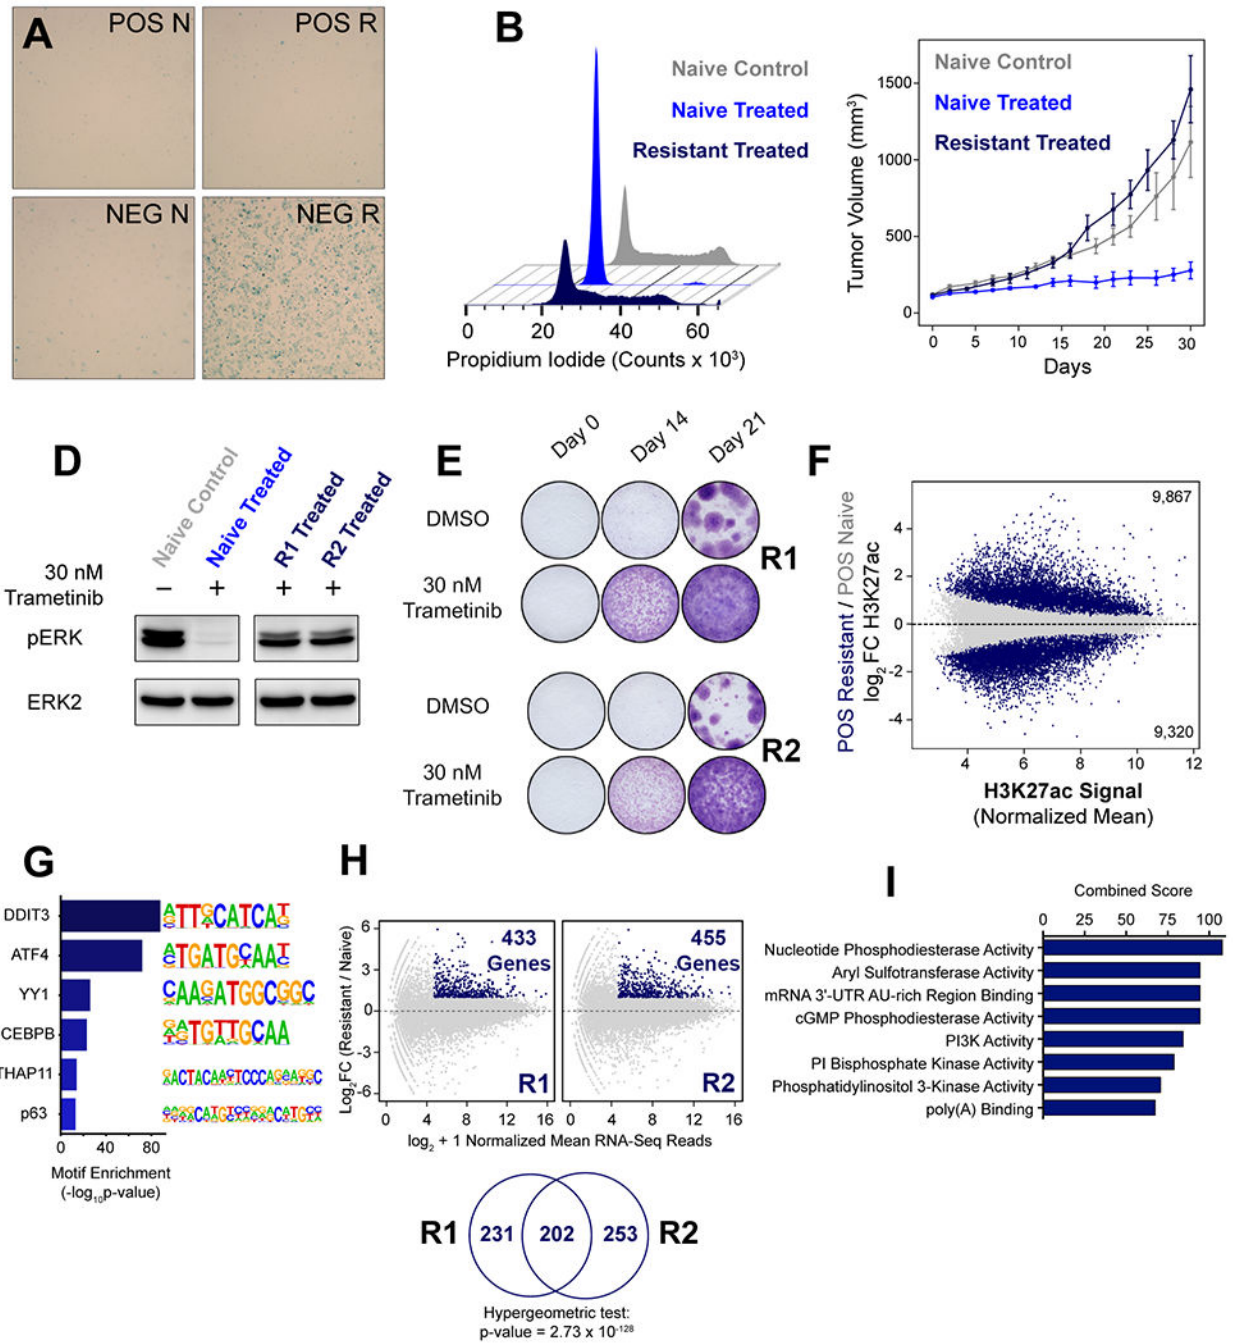 A
POS N
POS R
NEG N
NEG R
B
Naive Control
Naive Treated
Resistant Treated
0 20 40 60
Propidium Iodide (Counts x 10³)
Naive Control
Naive Treated
Resistant Treated
Tumor Volume (mm³)
1500
1000
500
0
0 5 10 15 20 25 30
Days
D
Naive Control
Naive Treated
R1 Treated
R2 Treated
30 nM
Trametinib
− + + +
pERK
ERK2
E
Day 0
Day 14
Day 21
DMSO
30 nM
Trametinib
R1
DMSO
30 nM
Trametinib
R2
F
POS Resistant / POS Naive
log₂ FC H3K27ac
9,867
4
2
0
-2
-4
9,320
4 6 8 10 12
H3K27ac Signal
(Normalized Mean)
G
DDIT3
ATF4
YY1
CEBPB
THAP11
p63
0 40 80
Motif Enrichment
(-log₁₀p-value)
H
Log₂FC (Resistant / Naive)
6
3
0
-3
-6
433
Genes
R1
455
Genes
R2
0 4 8 12 16
0 4 8 12 16
log₂ + 1 Normalized Mean RNA-Seq Reads
R1
231
202
253
R2
Hypergeometric test:
p-value = 2.73 x 10⁻¹²⁸
I
Combined Score
0 25 50 75 100
Nucleotide Phosphodiesterase Activity
Aryl Sulfotransferase Activity
mRNA 3'-UTR AU-rich Region Binding
cGMP Phosphodiesterase Activity
PI3K Activity
PI Bisphosphate Kinase Activity
Phosphatidylinositol 3-Kinase Activity
poly(A) Binding